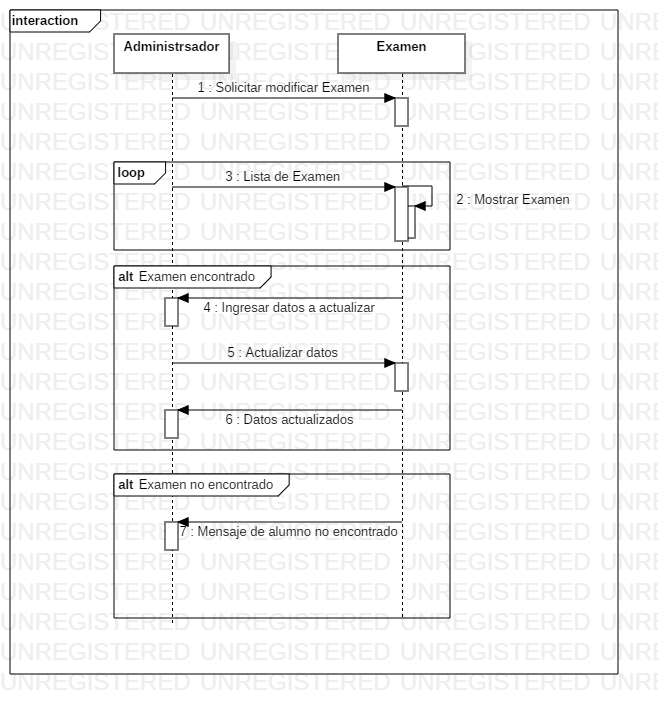 interaction
Administrsador
Examen
1 : Solicitar modificar Examen
loop
3 : Lista de Examen
2 : Mostrar Examen
alt Examen encontrado
4 : Ingresar datos a actualizar
5 : Actualizar datos
6 : Datos actualizados
alt Examen no encontrado
7 : Mensaje de alumno no encontrado
UNREGISTERED